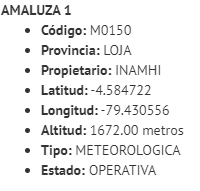 AMALUZA 1
• Código: M0150
• Provincia: LOJA
• Propietario: INAMHI
• Latitud: -4.584722
• Longitud: -79.430556
• Altitud: 1672.00 metros
• Tipo: METEOROLOGICA
• Estado: OPERATIVA